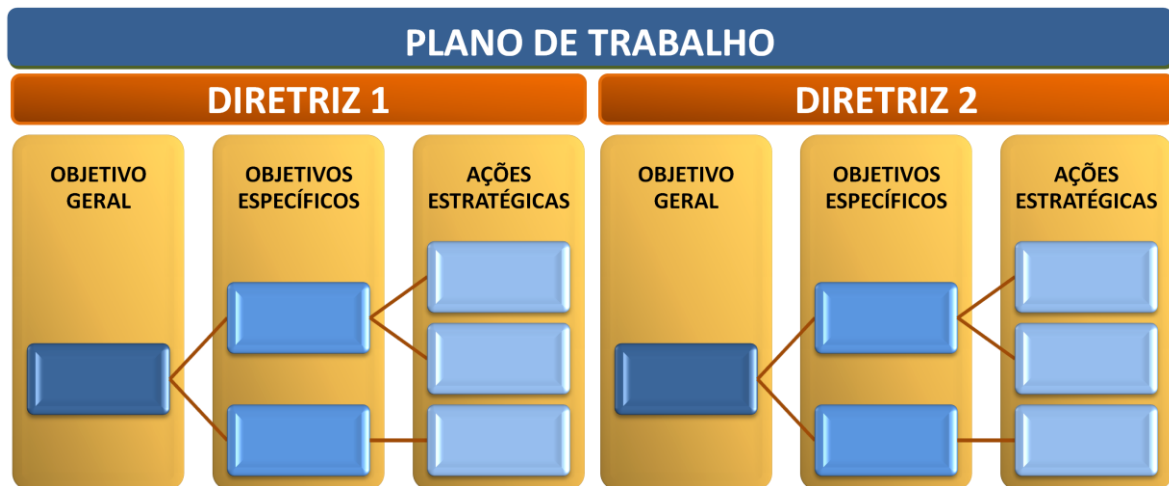 PLANO DE TRABALHO
DIRETRIZ 1
DIRETRIZ 2
OBJETIVO
GERAL
OBJETIVOS
ESPECÍFICOS
AÇÕES
ESTRATÉGICAS
OBJETIVO
GERAL
OBJETIVOS
ESPECÍFICOS
AÇÕES
ESTRATÉGICAS